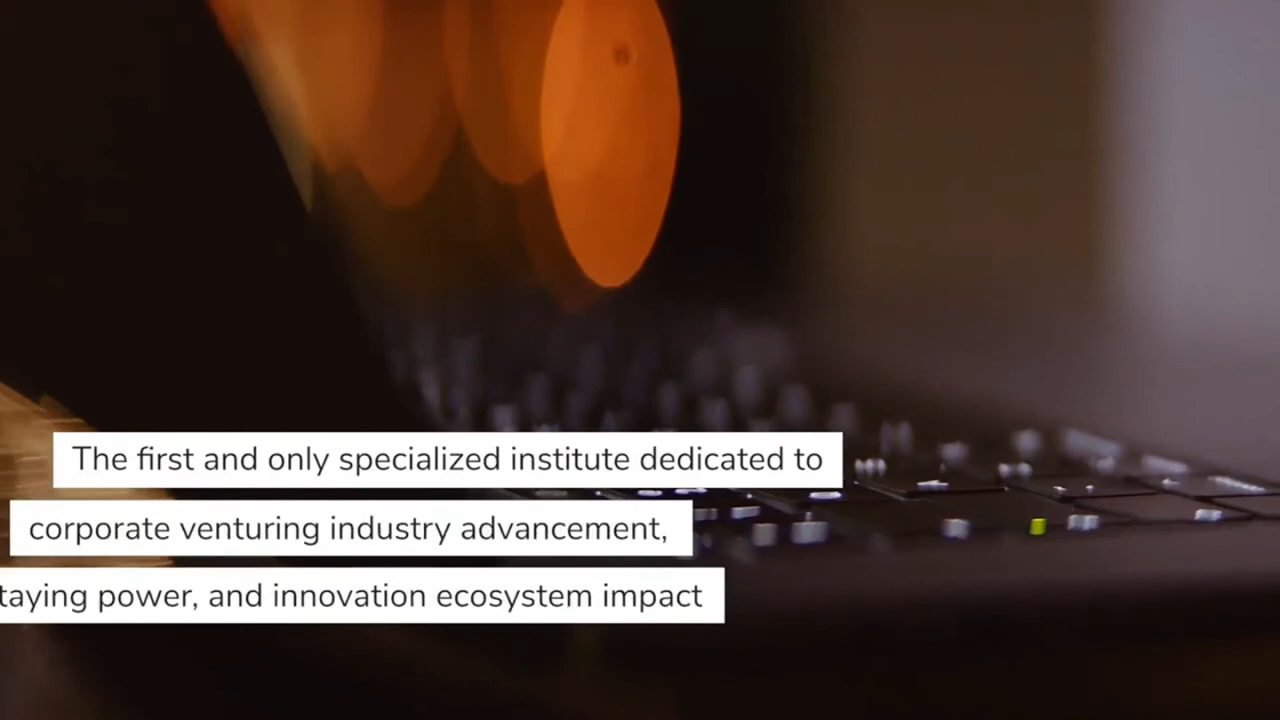 The first and only specialized institute dedicated to
corporate venturing industry advancement,
taying power, and innovation ecosystem impact